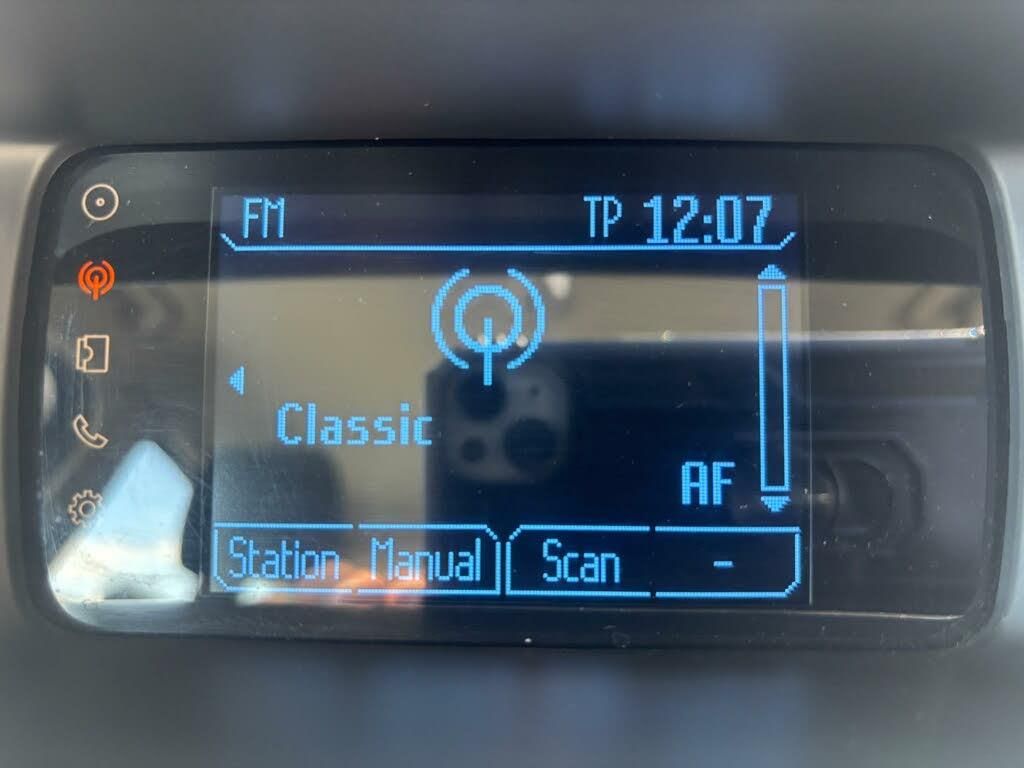 FM TP 12:07
Classic
AF
Station Manual Scan -